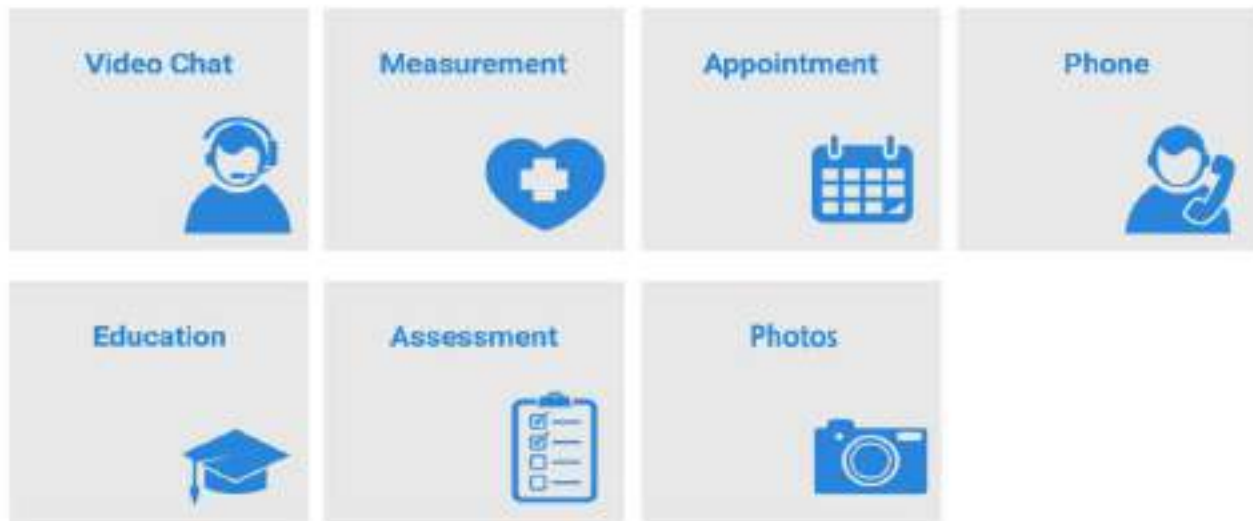 Video Chat
Measurement
Appointment
Phone
Education
Assessment
Photos